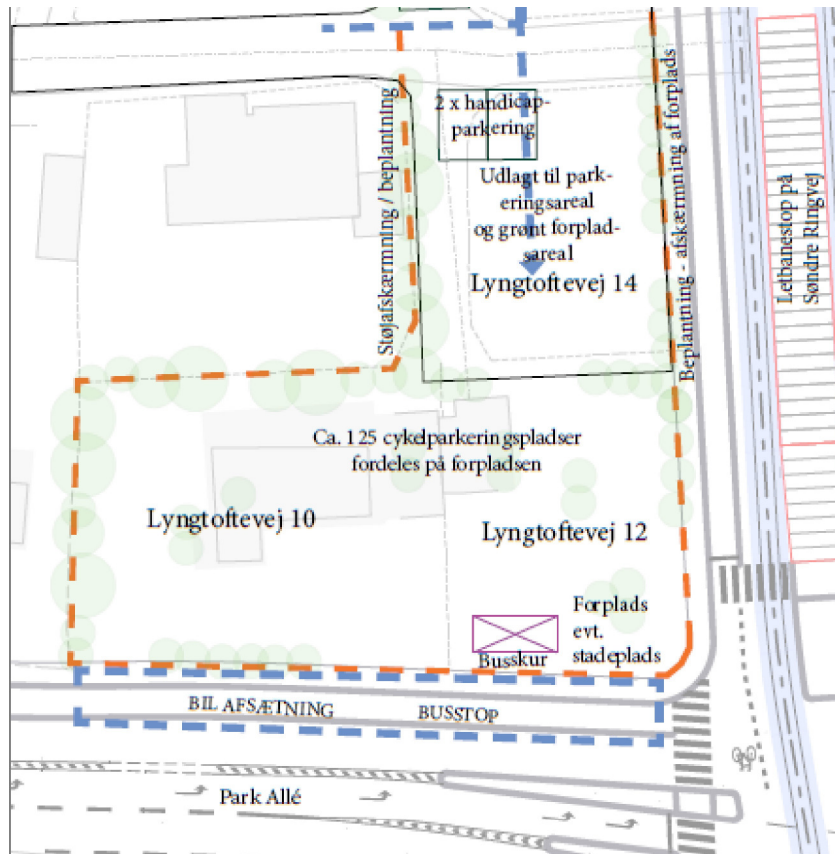 2 x handicap-
parkering
Udlagt til park-
eringsareal
og grønt forplad-
sareal
Lyngtoftevej 14
Støjafskærmning / beplantning
Beplantning - afskærmning af forplads
Letbanestop på
Søndre Ringvej
Ca. 125 cykelparkeringspladser
fordeles på forpladsen
Lyngtoftevej 10
Lyngtoftevej 12
Forplads
evt.
stadeplads
Busskur
BIL AFSÆTNING
BUSSTOP
Park Allé